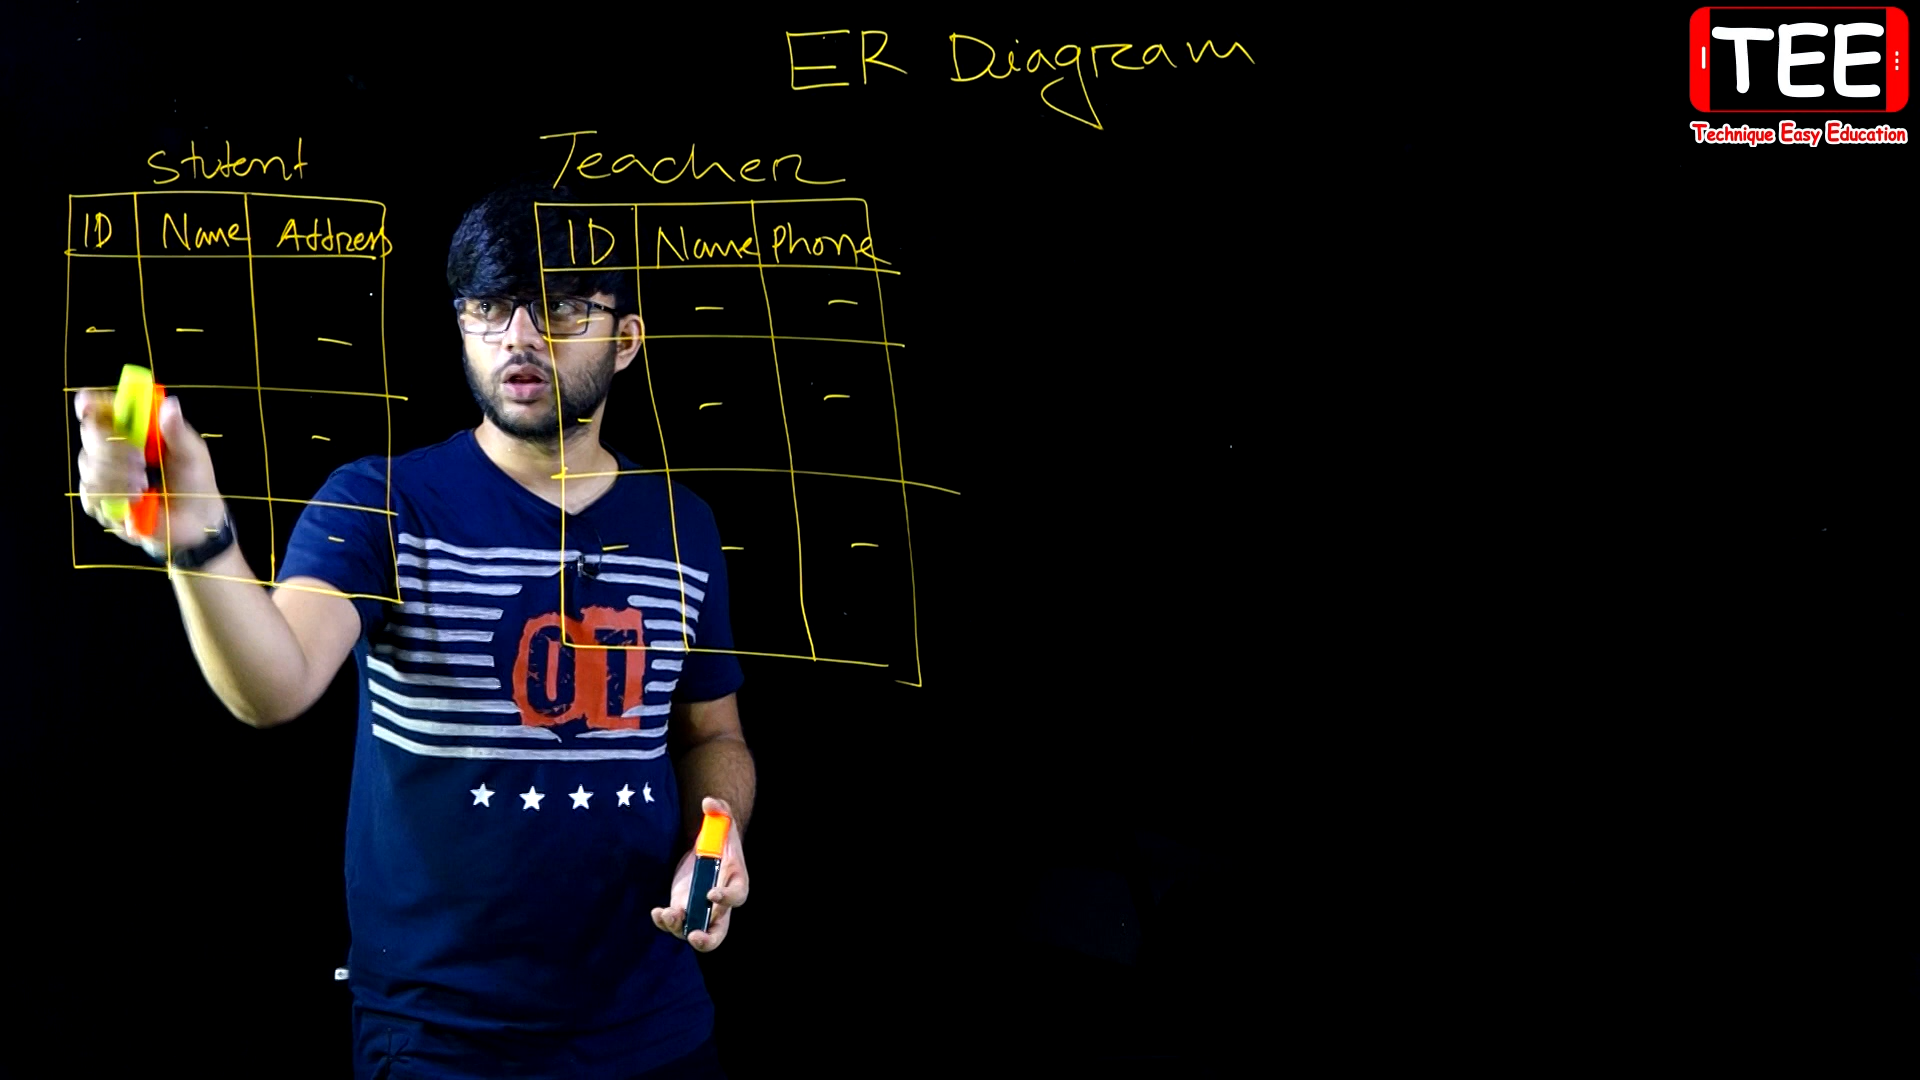 ER Diagram
TEE
Technique Easy Education
Student
ID Name Address
Teacher
ID Name Phone
01